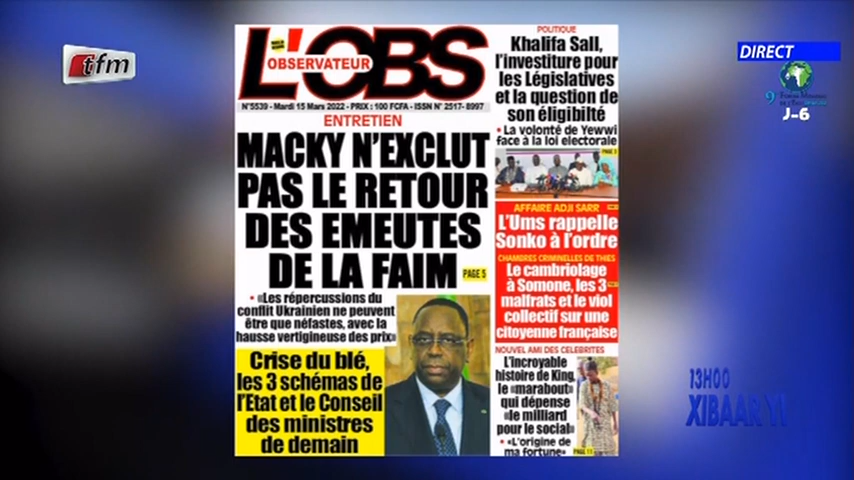 tfm
DIRECT
9
J-6
L'OBS
OBSERVATEUR
N°5539 - Mardi 15 Mars 2022 - PRIX : 100 FCFA - ISSN N° 2517- 8997
ENTRETIEN
MACKY N'EXCLUT
PAS LE RETOUR
DES EMEUTES
DE LA FAIM
PAGE 5
• «Les répercussions du
conflit Ukrainien ne peuvent
être que néfastes, avec la
hausse vertigineuse des prix»
Crise du blé,
les 3 schémas de
l'Etat et le Conseil
des ministres
de demain
POLITIQUE
Khalifa Sall,
l'investiture pour
les Législatives
et la question de
son éligibilté
• La volonté de Yewwi
face à la loi electorale
AFFAIRE ADJI SARR
L'Ums rappelle
Sonko à l'ordre
CHAMBRES CRIMINELLES DE THIES
Le cambriolage
à Somone, les 3
malfrats et le viol
collectif sur une
citoyenne française
NOUVEL AMI DES CELEBRITES
L'incroyable
histoire de King,
le «marabout»
qui dépense
«le milliard
pour le social»
• «L'origine de
ma fortune»
PAGE 11
13H00
XIBAAR YI